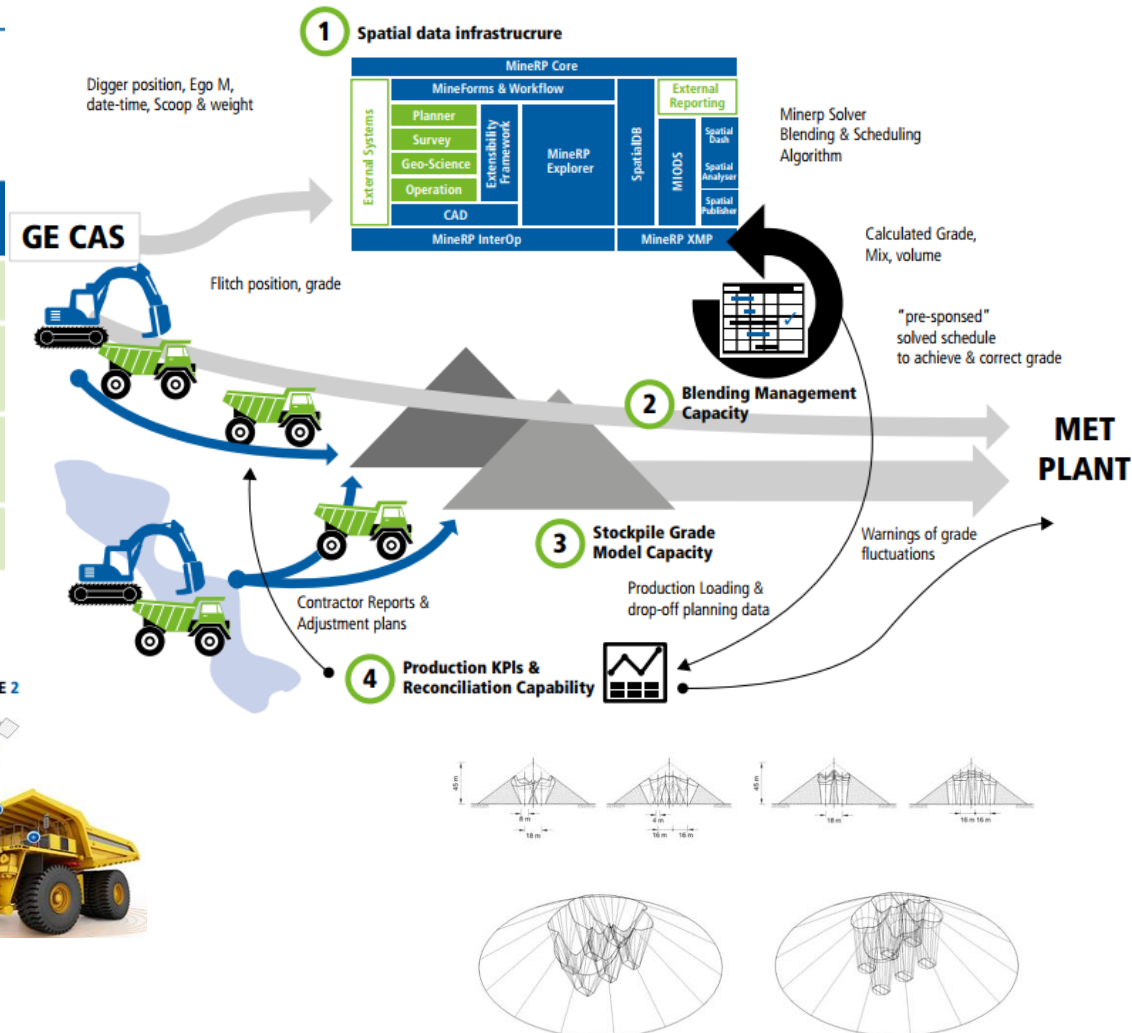 1
Spatial data infrastrucrure
Digger position, Ego M,
date-time, Scoop & weight
MineRP Core
External Systems
MineForms & Workflow
Planner
Survey
Geo-Science
Operation
Extensibility
Framework
MineRP
Explorer
CAD
SpatialDB
External
Reporting
MIODS
Spatial
Dash
Spatial
Analyser
Spatial
Publisher
MineRP InterOp
MineRP XMP
Minerp Solver
Blending & Scheduling
Algorithm
GE CAS
Flitch position, grade
Calculated Grade,
Mix, volume
"pre-sponsed"
solved schedule
to achieve & correct grade
2
Blending Management
Capacity
MET
PLANT
3
Stockpile Grade
Model Capacity
Warnings of grade
fluctuations
Production Loading &
drop-off planning data
Contractor Reports &
Adjustment plans
4
Production KPIs &
Reconciliation Capability
E 2
45 m
8 m
18 m
4 m
16 m
16 m
45 m
18 m
16 m 16 m